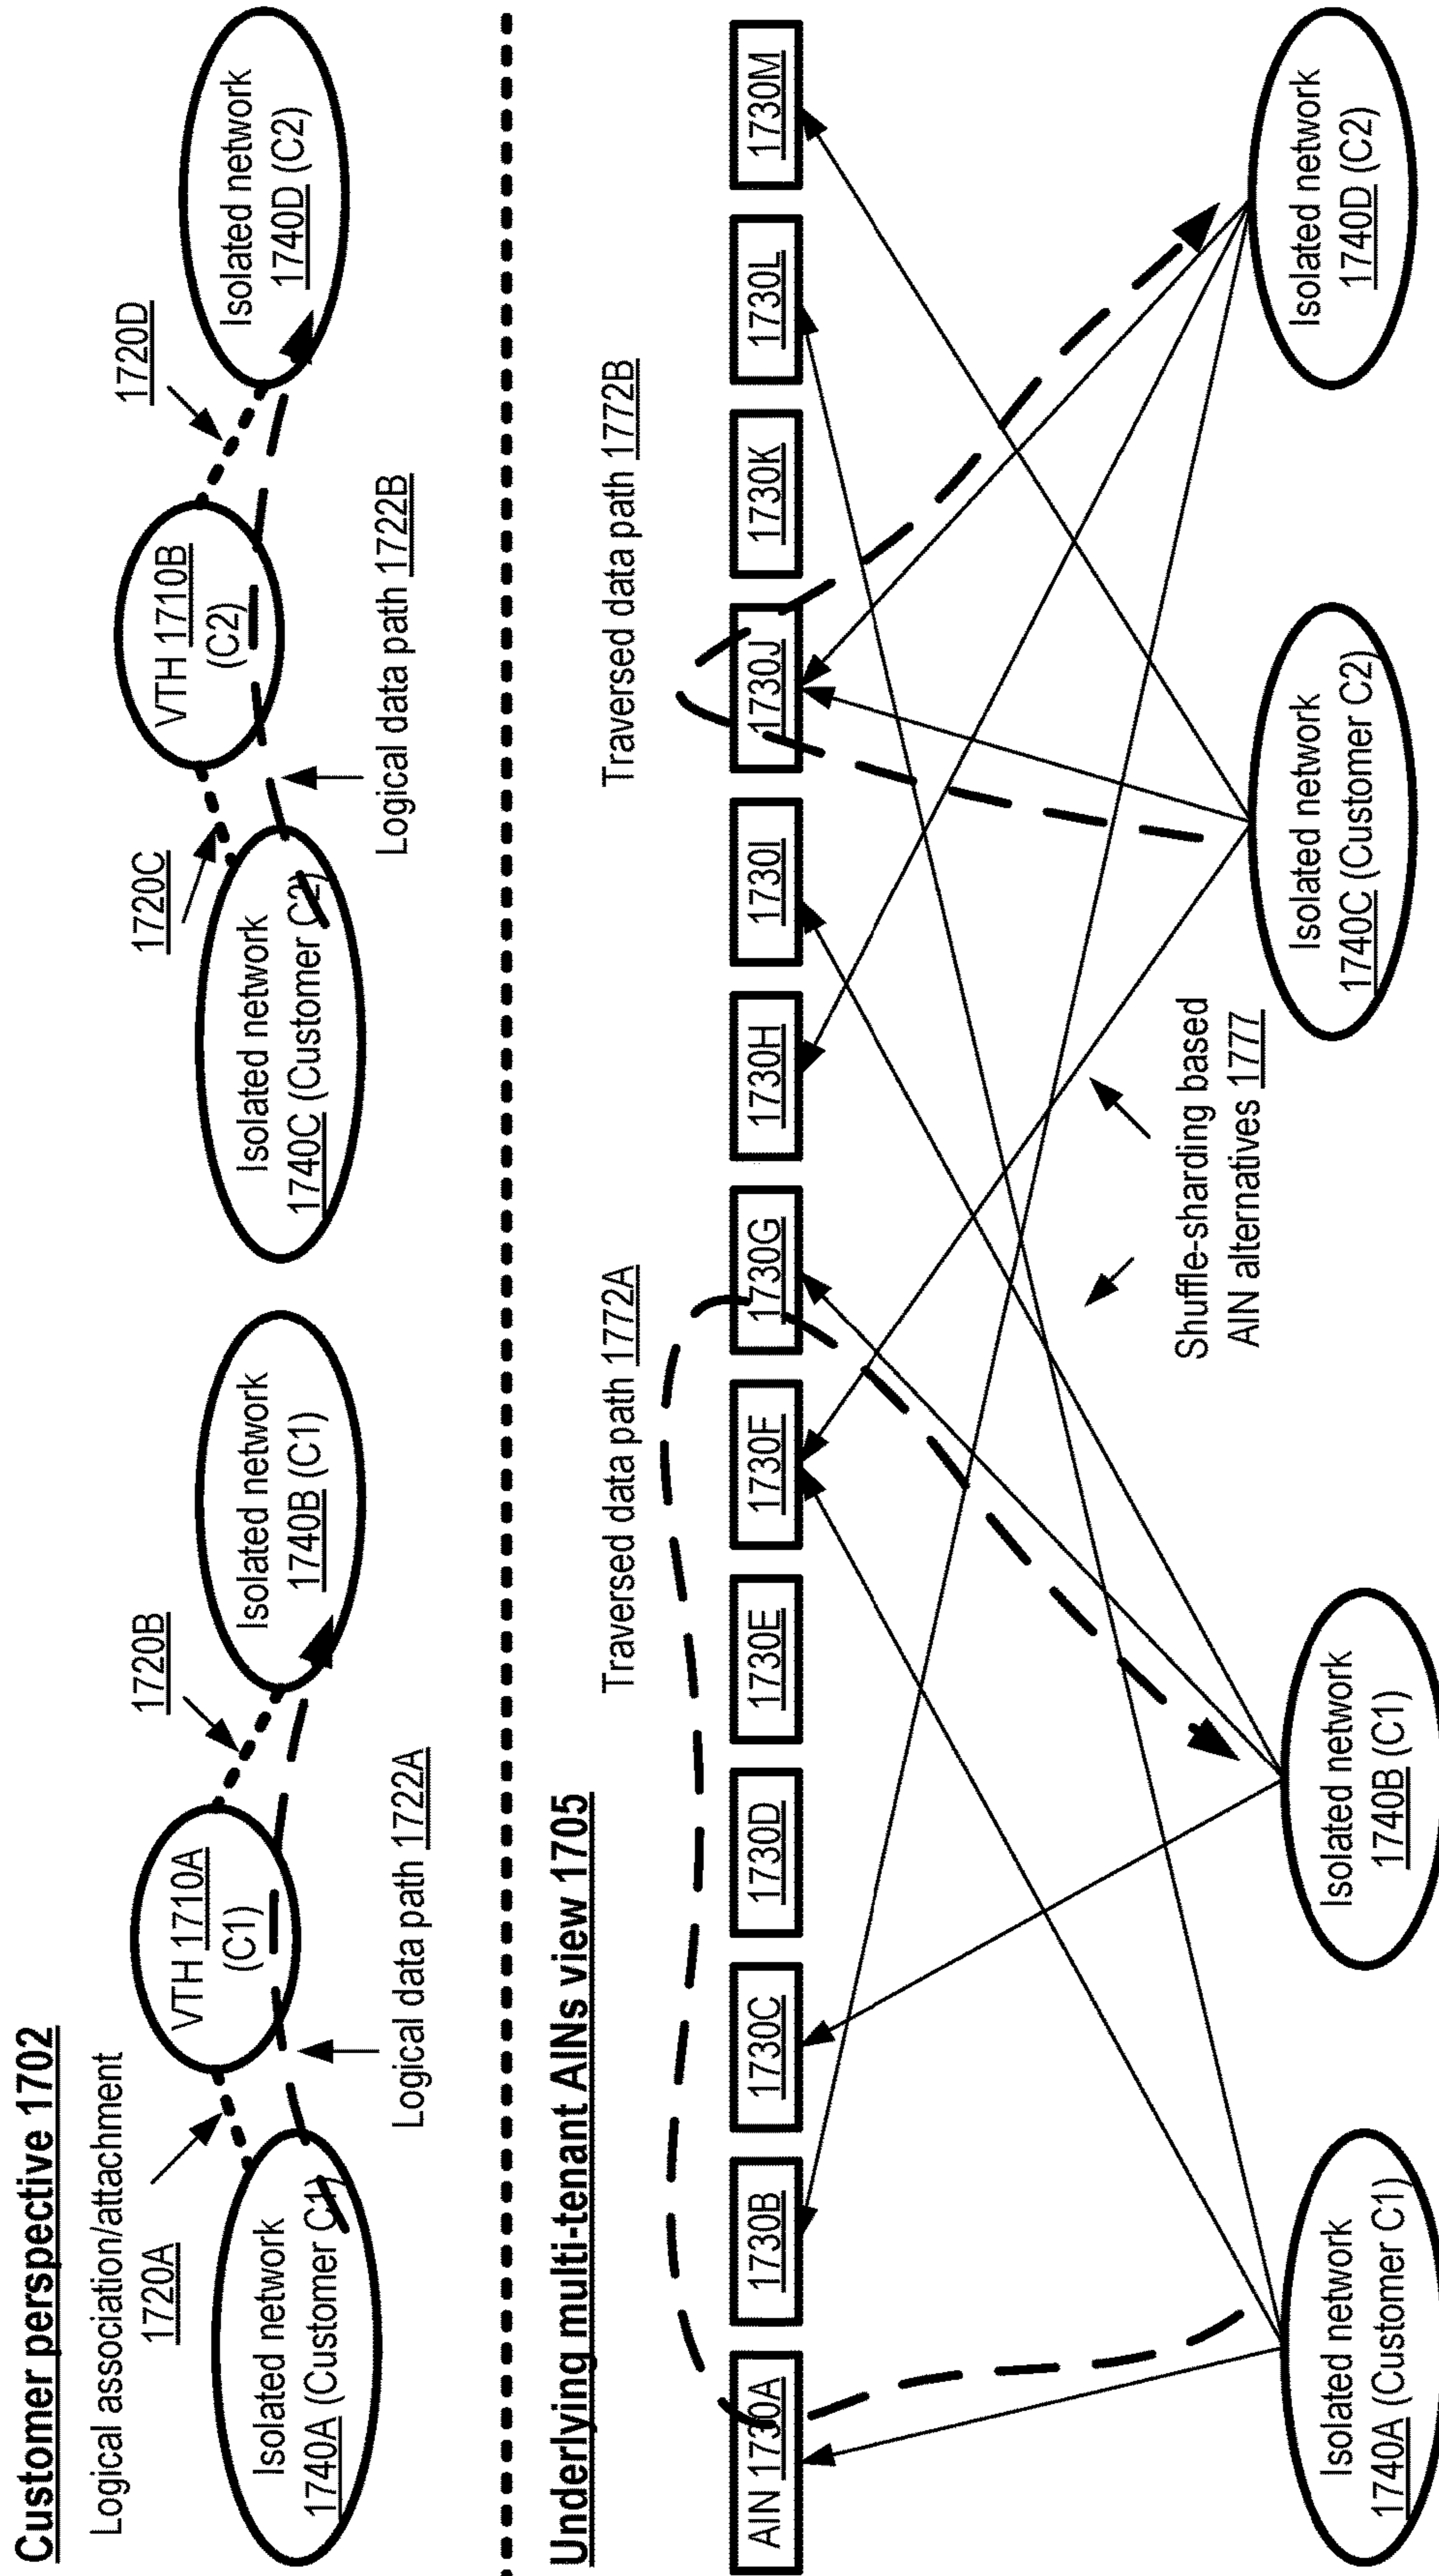 Customer perspective 1702
Logical association/attachment
1720A
Isolated network
1740A (Customer C1)
VTH 1710A
(C1)
1720B
Isolated network
1740B (C1)
Logical data path 1722A
1720C
Isolated network
1740C (Customer C2)
VTH 1710B
(C2)
1720D
Isolated network
1740D (C2)
Logical data path 1722B
Underlying multi-tenant AINs view 1705
Traversed data path 1772A
Traversed data path 1772B
AIN 1730A
1730B
1730C
1730D
1730E
1730F
1730G
1730H
1730I
1730J
1730K
1730L
1730M
Shuffle-sharding based
AIN alternatives 1777
Isolated network
1740A (Customer C1)
Isolated network
1740B (C1)
Isolated network
1740C (Customer C2)
Isolated network
1740D (C2)